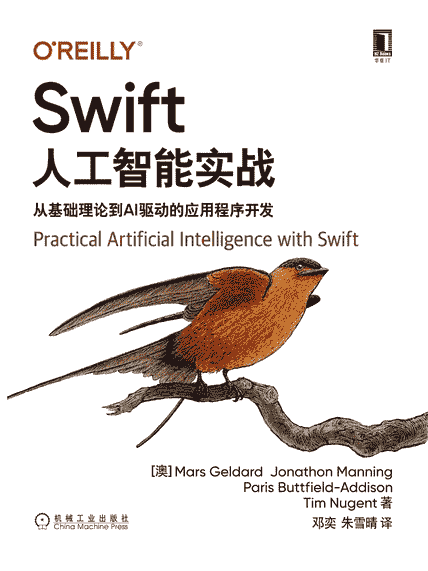 O'REILLY®
华章IT
Swift
人工智能实战
从基础理论到AI驱动的应用程序开发
Practical Artificial Intelligence with Swift
[澳] Mars Geldard Jonathon Manning
Paris Buttfield-Addison
Tim Nugent 著
邓奕 朱雪晴 译
机械工业出版社
China Machine Press